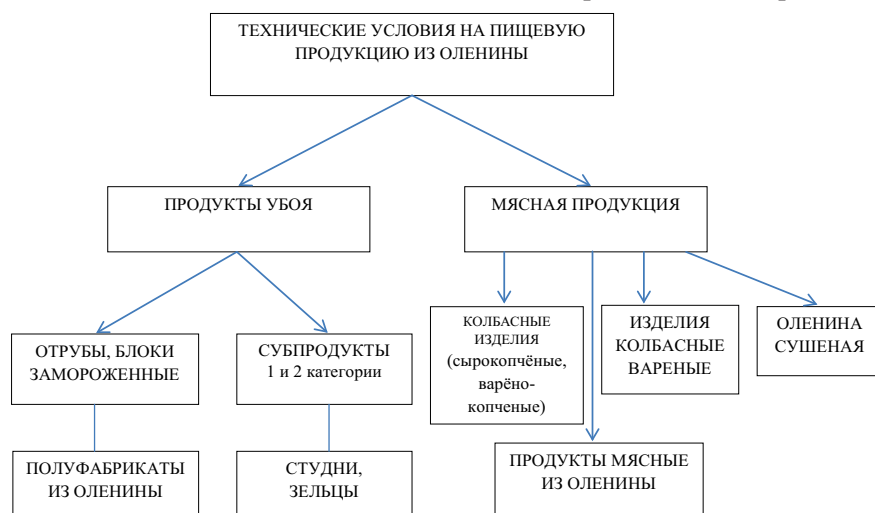 ТЕХНИЧЕСКИЕ УСЛОВИЯ НА ПИЩЕВУЮ
ПРОДУКЦИЮ ИЗ ОЛЕНИНЫ
ПРОДУКТЫ УБОЯ
МЯСНАЯ ПРОДУКЦИЯ
ОТРУБЫ, БЛОКИ
ЗАМОРОЖЕННЫЕ
СУБПРОДУКТЫ
1 и 2 категории
КОЛБАСНЫЕ
ИЗДЕЛИЯ
(сырокопчёные,
варёно-
копченые)
ИЗДЕЛИЯ
КОЛБАСНЫЕ
ВАРЕНЫЕ
ОЛЕНИНА
СУШЕНАЯ
ПОЛУФАБРИКАТЫ
ИЗ ОЛЕНИНЫ
СТУДНИ,
ЗЕЛЬЦЫ
ПРОДУКТЫ МЯСНЫЕ
ИЗ ОЛЕНИНЫ